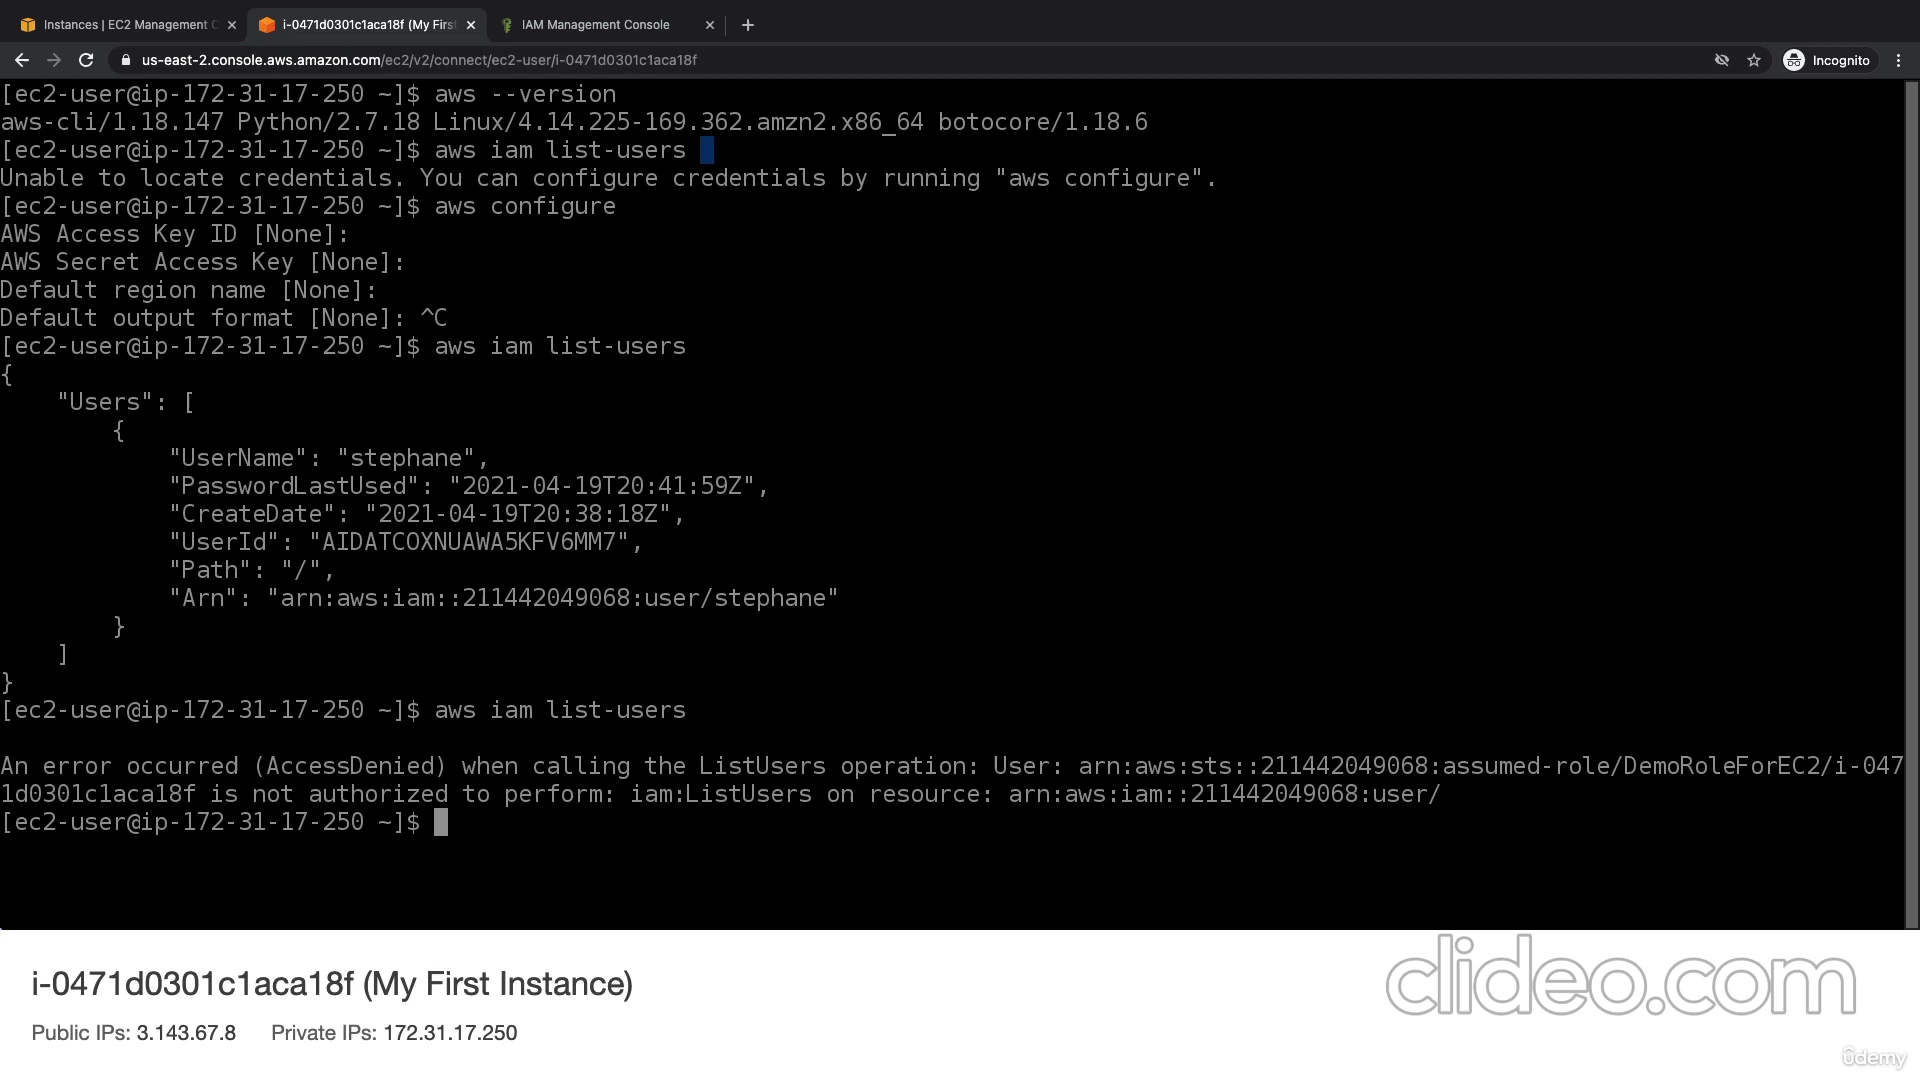 Instances | EC2 Management C
i-0471d0301c1aca18f (My First
IAM Management Console
us-east-2.console.aws.amazon.com/ec2/v2/connect/ec2-user/i-0471d0301c1aca18f
Incognito
[ec2-user@ip-172-31-17-250 ~]$ aws --version
aws-cli/1.18.147 Python/2.7.18 Linux/4.14.225-169.362.amzn2.x86_64 botocore/1.18.6
[ec2-user@ip-172-31-17-250 ~]$ aws iam list-users
Unable to locate credentials. You can configure credentials by running "aws configure".
[ec2-user@ip-172-31-17-250 ~]$ aws configure
AWS Access Key ID [None]:
AWS Secret Access Key [None]:
Default region name [None]:
Default output format [None]: ^C
[ec2-user@ip-172-31-17-250 ~]$ aws iam list-users
{
    "Users": [
        {
            "UserName": "stephane",
            "PasswordLastUsed": "2021-04-19T20:41:59Z",
            "CreateDate": "2021-04-19T20:38:18Z",
            "UserId": "AIDATCOXNUAWA5KFV6MM7",
            "Path": "/",
            "Arn": "arn:aws:iam::211442049068:user/stephane"
        }
    ]
}
[ec2-user@ip-172-31-17-250 ~]$ aws iam list-users
An error occurred (AccessDenied) when calling the ListUsers operation: User: arn:aws:sts::211442049068:assumed-role/DemoRoleForEC2/i-047
1d0301c1aca18f is not authorized to perform: iam:ListUsers on resource: arn:aws:iam::211442049068:user/
[ec2-user@ip-172-31-17-250 ~]$
i-0471d0301c1aca18f (My First Instance)
clideo.com
Public IPs: 3.143.67.8 Private IPs: 172.31.17.250
ûdemy